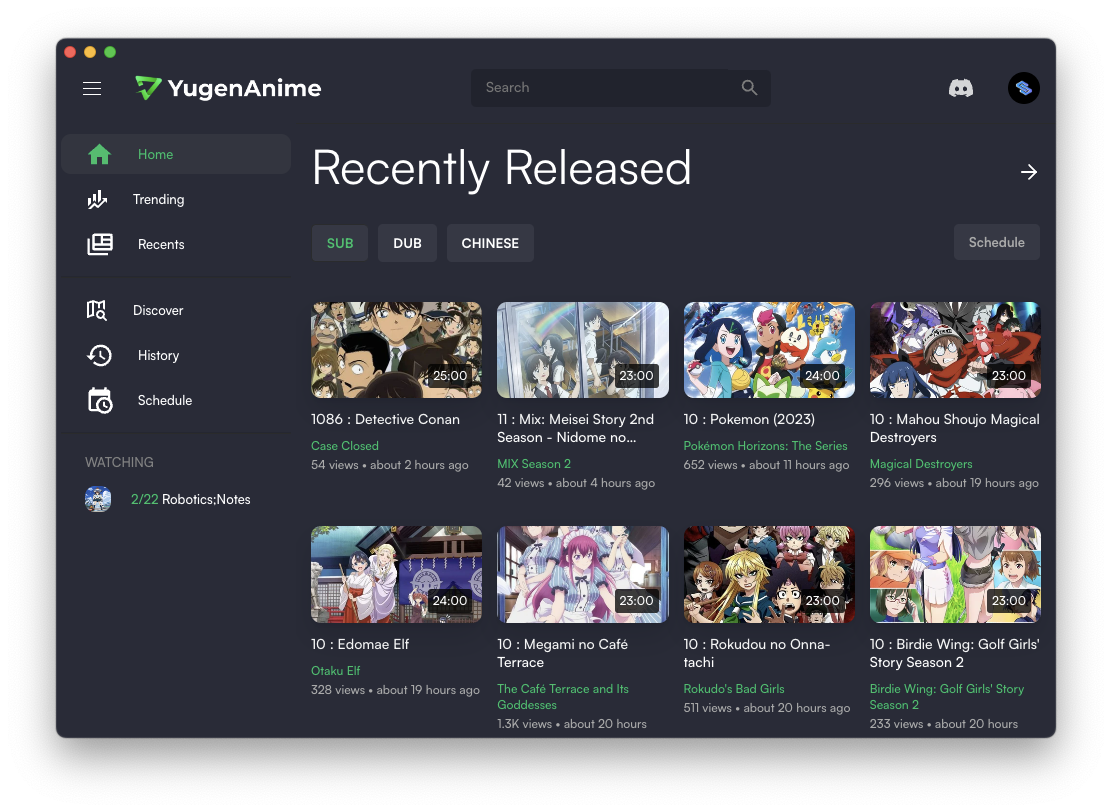 YugenAnime
Search
Home
Trending
Recents
Discover
History
Schedule
WATCHING
2/22 Robotics;Notes
Recently Released
SUB
DUB
CHINESE
Schedule
25:00
1086 : Detective Conan
Case Closed
54 views • about 2 hours ago
23:00
11 : Mix: Meisei Story 2nd
Season - Nidome no...
MIX Season 2
42 views • about 4 hours ago
24:00
10 : Pokemon (2023)
Pokémon Horizons: The Series
652 views • about 11 hours ago
23:00
10 : Mahou Shoujo Magical
Destroyers
Magical Destroyers
296 views • about 19 hours ago
24:00
10 : Edomae Elf
Otaku Elf
328 views • about 19 hours ago
23:00
10 : Megami no Café
Terrace
The Café Terrace and Its
Goddesses
1.3K views • about 20 hours
23:00
10 : Rokudou no Onna-
tachi
Rokudo's Bad Girls
511 views • about 20 hours ago
23:00
10 : Birdie Wing: Golf Girls'
Story Season 2
Birdie Wing: Golf Girls' Story
Season 2
233 views • about 20 hours